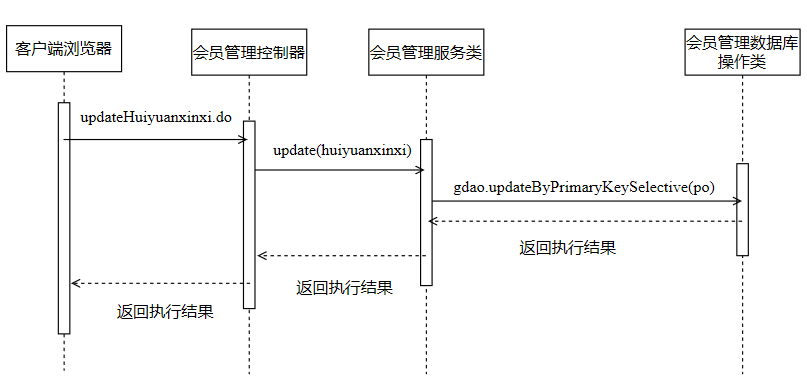 客户端浏览器
会员管理控制器
会员管理服务类
会员管理数据库
操作类
updateHuiyuanxinxi.do
update(huiyuanxinxi)
gdao.updateByPrimaryKeySelective(po)
返回执行结果
返回执行结果
返回执行结果